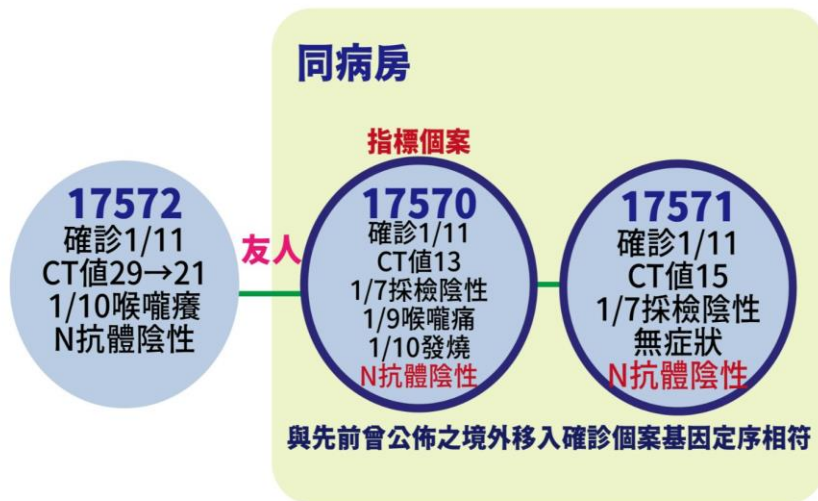 同病房
指標個案
17572
確診1/11
CT值29→21
1/10喉嚨癢
N抗體陰性
友人
17570
確診1/11
CT值13
1/7採檢陰性
1/9喉嚨痛
1/10發燒
N抗體陰性
17571
確診1/11
CT值15
1/7採檢陰性
無症狀
N抗體陰性
與先前曾公佈之境外移入確診個案基因定序相符